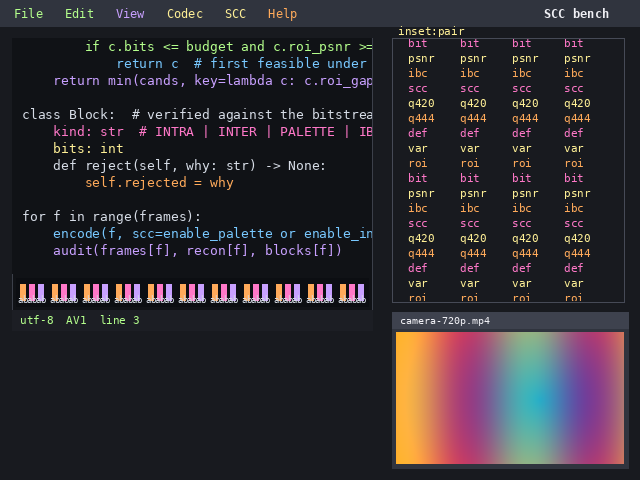 File Edit View Codec SCC Help SCC bench
if c.bits <= budget and c.roi_psnr >=
return c  # first feasible under
return min(cands, key=lambda c: c.roi_gap
class Block:  # verified against the bitstrea
kind: str  # INTRA | INTER | PALETTE | IB
bits: int
def reject(self, why: str) -> None:
self.rejected = why
for f in range(frames):
encode(f, scc=enable_palette or enable_in
audit(frames[f], recon[f], blocks[f])
utf-8 AV1 line 3
inset:pair
bit bit bit bit
psnr psnr psnr psnr
ibc ibc ibc ibc
scc scc scc scc
q420 q420 q420 q420
q444 q444 q444 q444
def def def def
var var var var
roi roi roi roi
bit bit bit bit
psnr psnr psnr psnr
ibc ibc ibc ibc
scc scc scc scc
q420 q420 q420 q420
q444 q444 q444 q444
def def def def
var var var var
roi roi roi roi
camera-720p.mp4